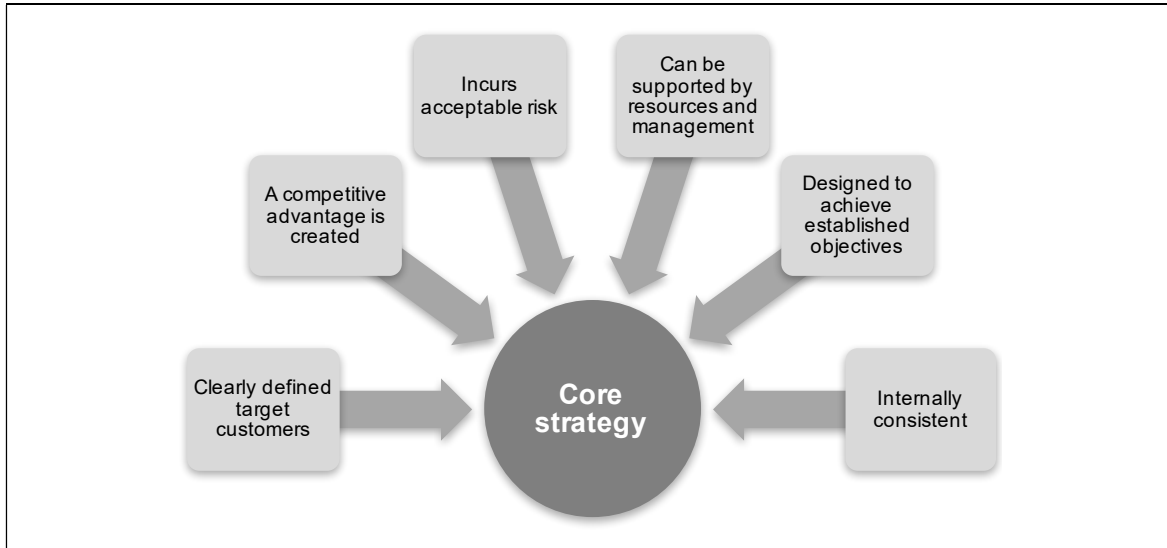 Incurs
acceptable risk
Can be
supported by
resources and
management
A competitive
advantage is
created
Designed to
achieve
established
objectives
Clearly defined
target
customers
Core
strategy
Internally
consistent